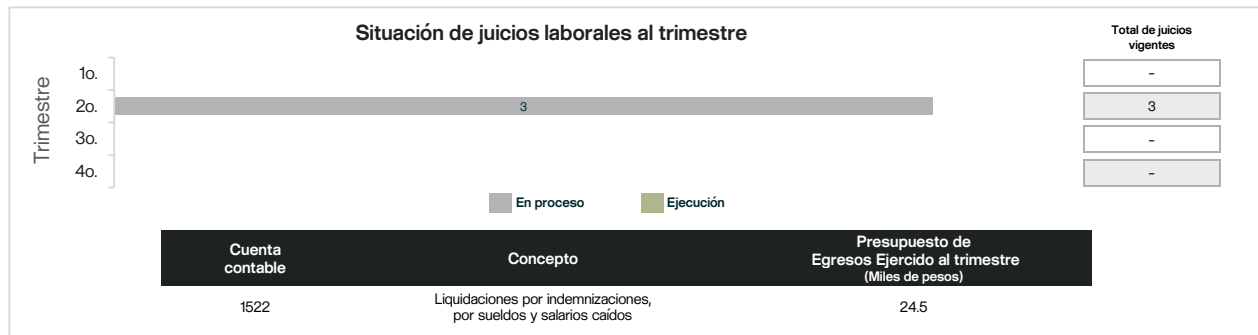 Situación de juicios laborales al trimestre
Total de juicios
vigentes
Trimestre
1o.
-
2o.
3
3
3o.
-
4o.
-
En proceso
Ejecución
Cuenta
contable
Concepto
Presupuesto de
Egresos Ejercido al trimestre
(Miles de pesos)
1522
Liquidaciones por indemnizaciones,
por sueldos y salarios caídos
24.5